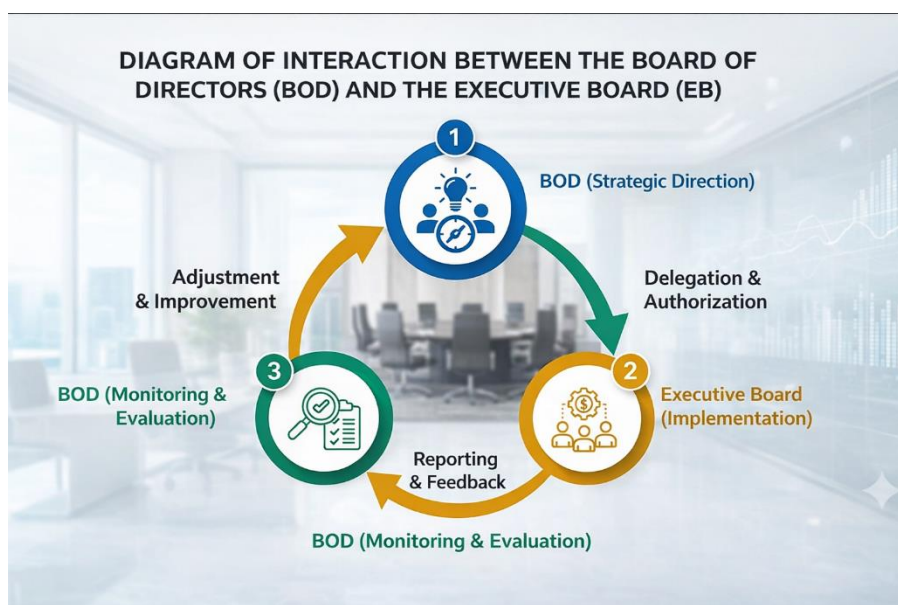 DIAGRAM OF INTERACTION BETWEEN THE BOARD OF
DIRECTORS (BOD) AND THE EXECUTIVE BOARD (EB)
1
BOD (Strategic Direction)
Delegation &
Authorization
2
Executive Board
(Implementation)
Reporting
& Feedback
BOD (Monitoring & Evaluation)
3
BOD (Monitoring &
Evaluation)
Adjustment
& Improvement